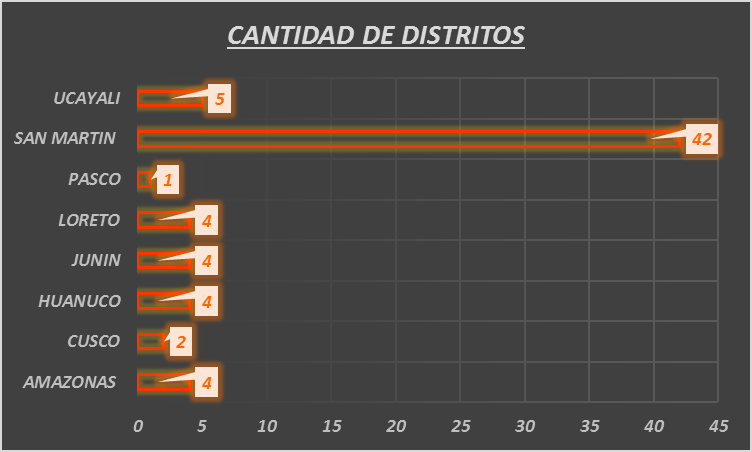 CANTIDAD DE DISTRITOS
UCAYALI 5
SAN MARTIN 42
PASCO 1
LORETO 4
JUNIN 4
HUANUCO 4
CUSCO 2
AMAZONAS 4
0 5 10 15 20 25 30 35 40 45